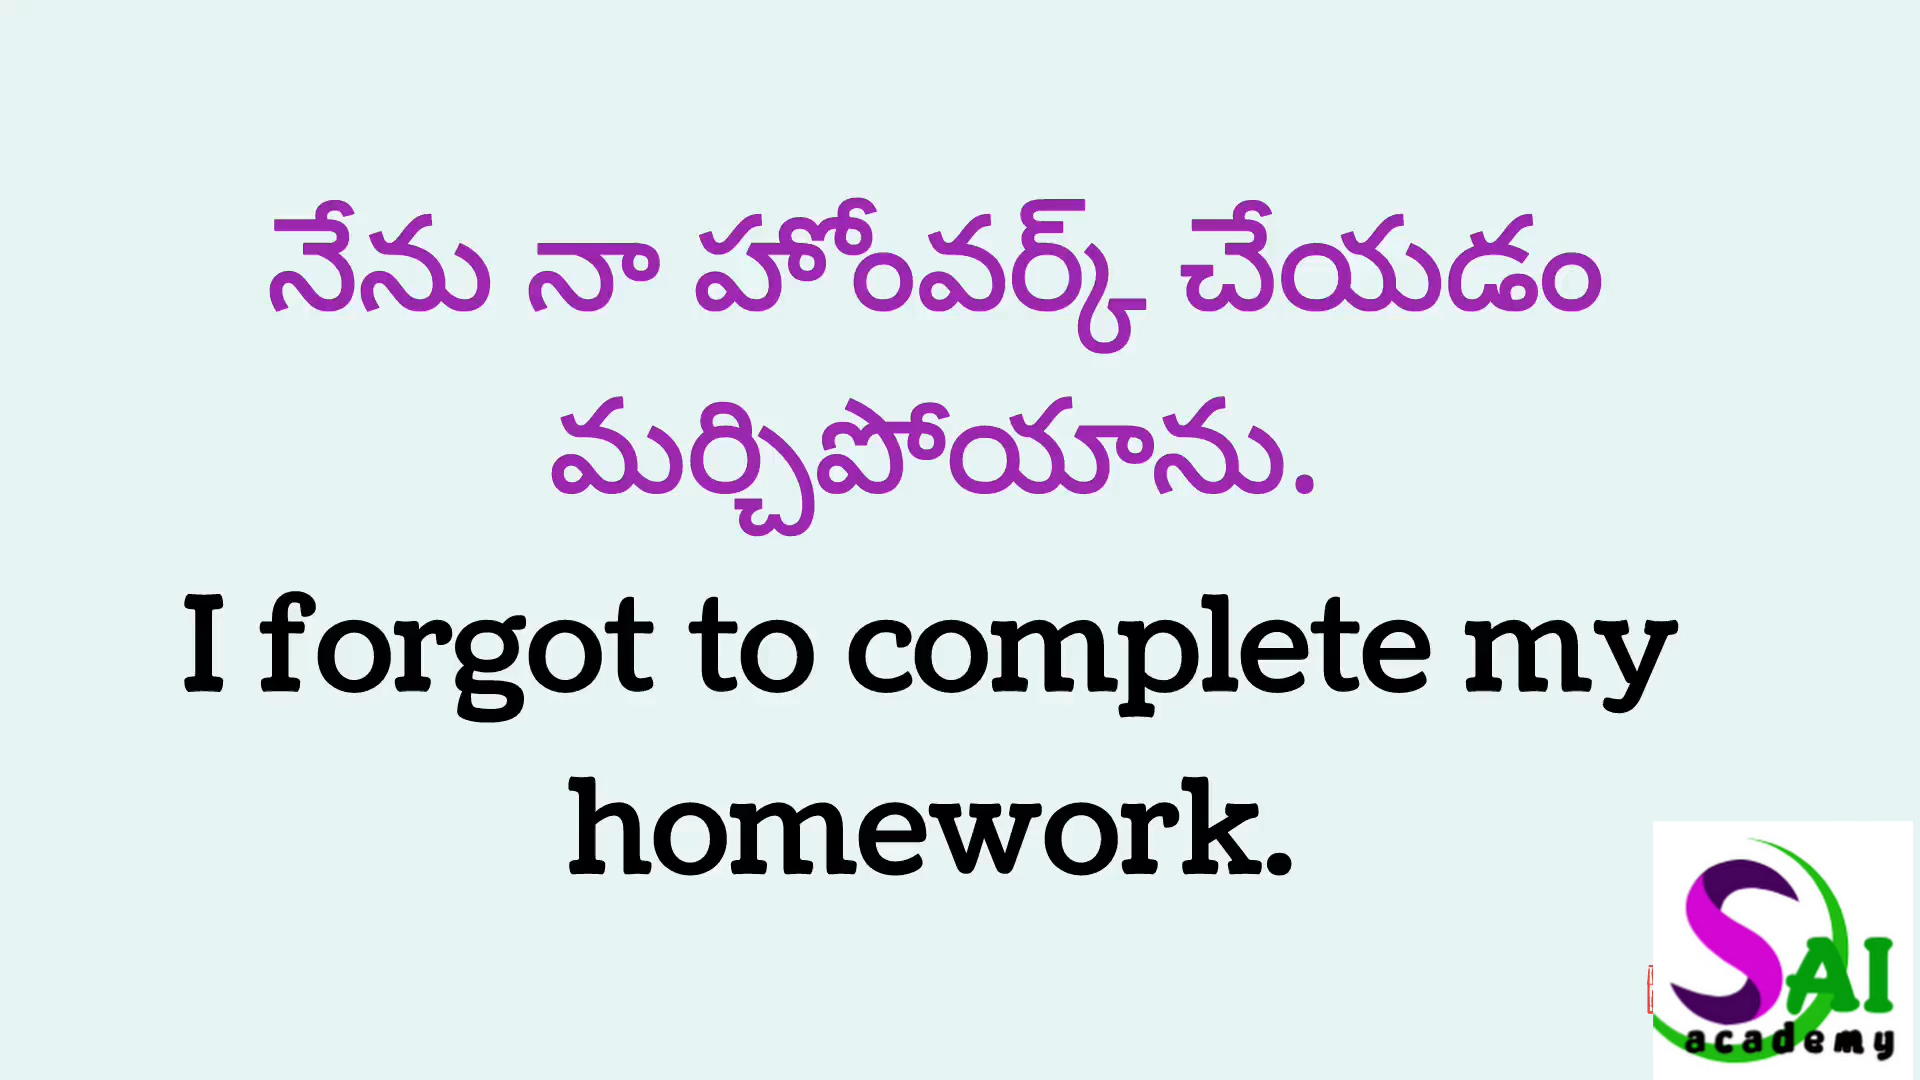 నేను నా హోంవర్క్ చేయడం
మర్చిపోయాను.
I forgot to complete my
homework.
SAI
academy